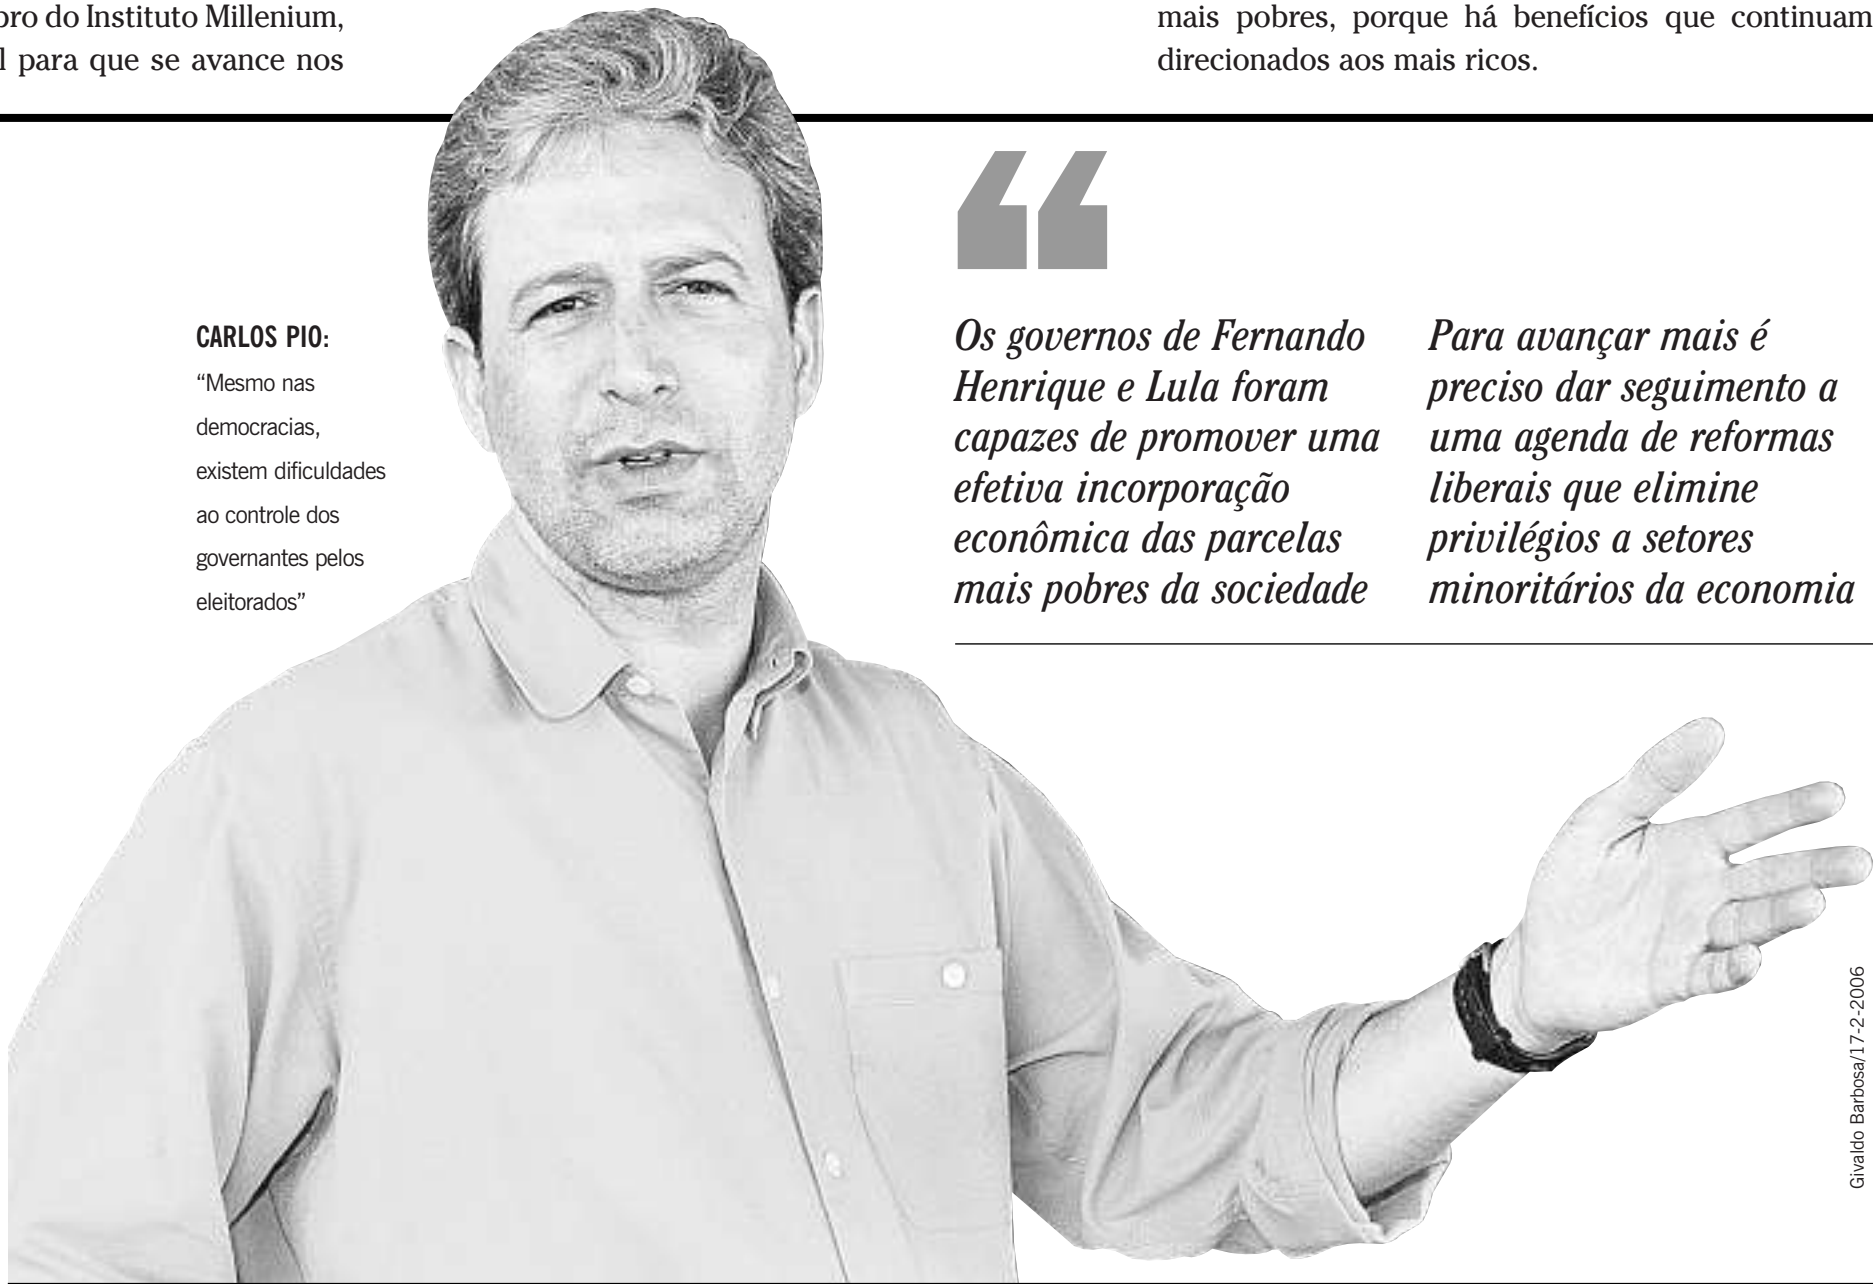 do Instituto Millenium,
para que se avance nos
mais pobres, porque há benefícios que continuam
direcionados aos mais ricos.
CARLOS PIO:
“Mesmo nas
democracias,
existem dificuldades
ao controle dos
governantes pelos
eleitorados”
“
Os governos de Fernando
Henrique e Lula foram
capazes de promover uma
efetiva incorporação
econômica das parcelas
mais pobres da sociedade
Para avançar mais é
preciso dar seguimento a
uma agenda de reformas
liberais que elimine
privilégios a setores
minoritários da economia
Givaldo Barbosa/17-2-2006